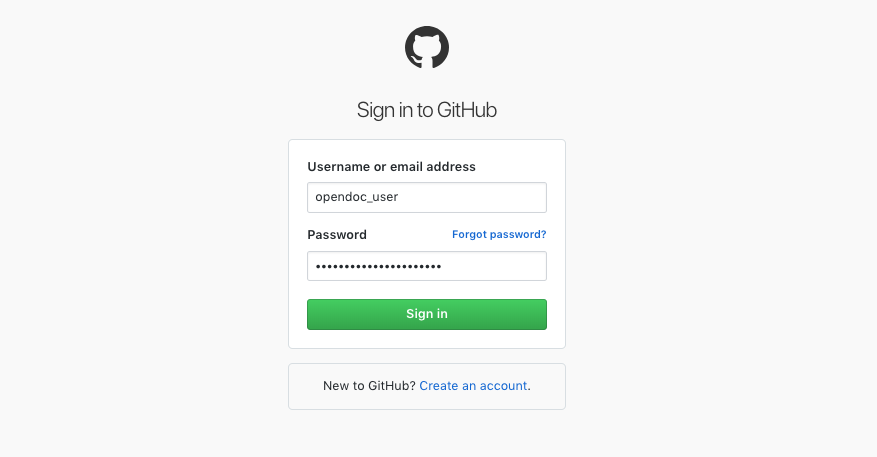 Sign in to GitHub
Username or email address
opendoc_user
Password Forgot password?
••••••••••••••••••••••
Sign in
New to GitHub? Create an account.